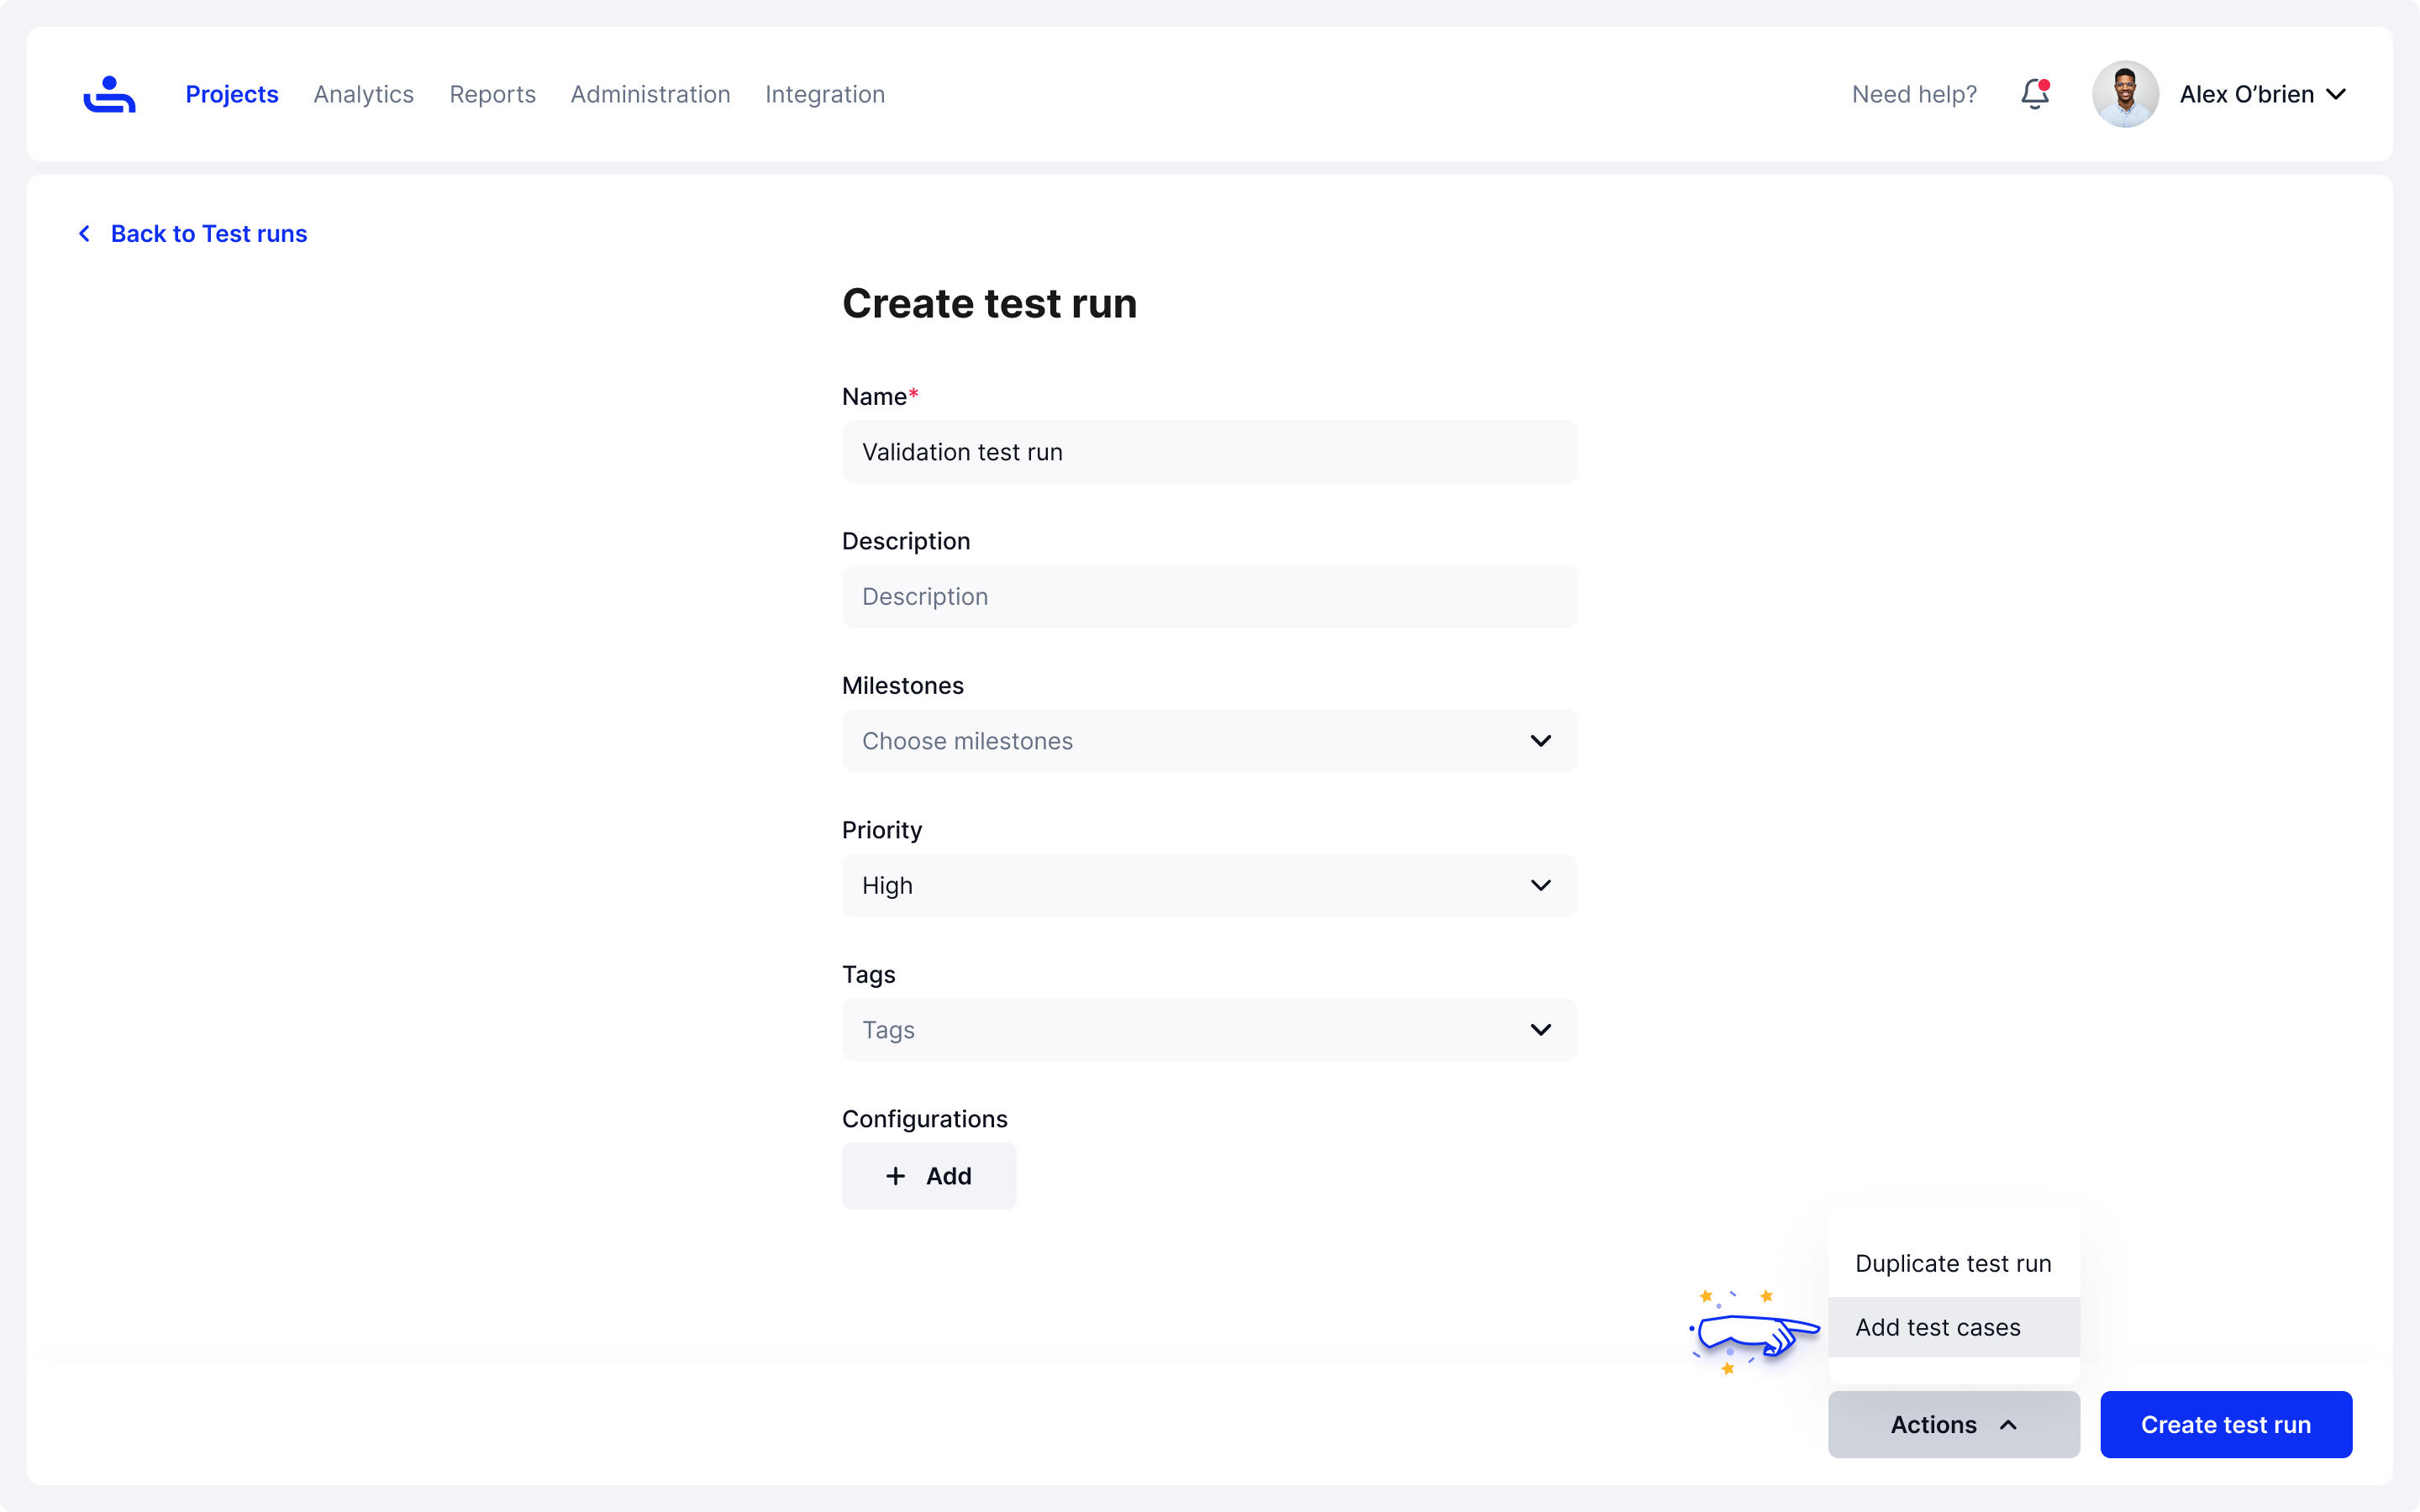 Projects Analytics Reports Administration Integration Need help? Alex O’brien
Back to Test runs
Create test run
Name*
Validation test run
Description
Description
Milestones
Choose milestones
Priority
High
Tags
Tags
Configurations
+ Add
Duplicate test run
Add test cases
Actions
Create test run